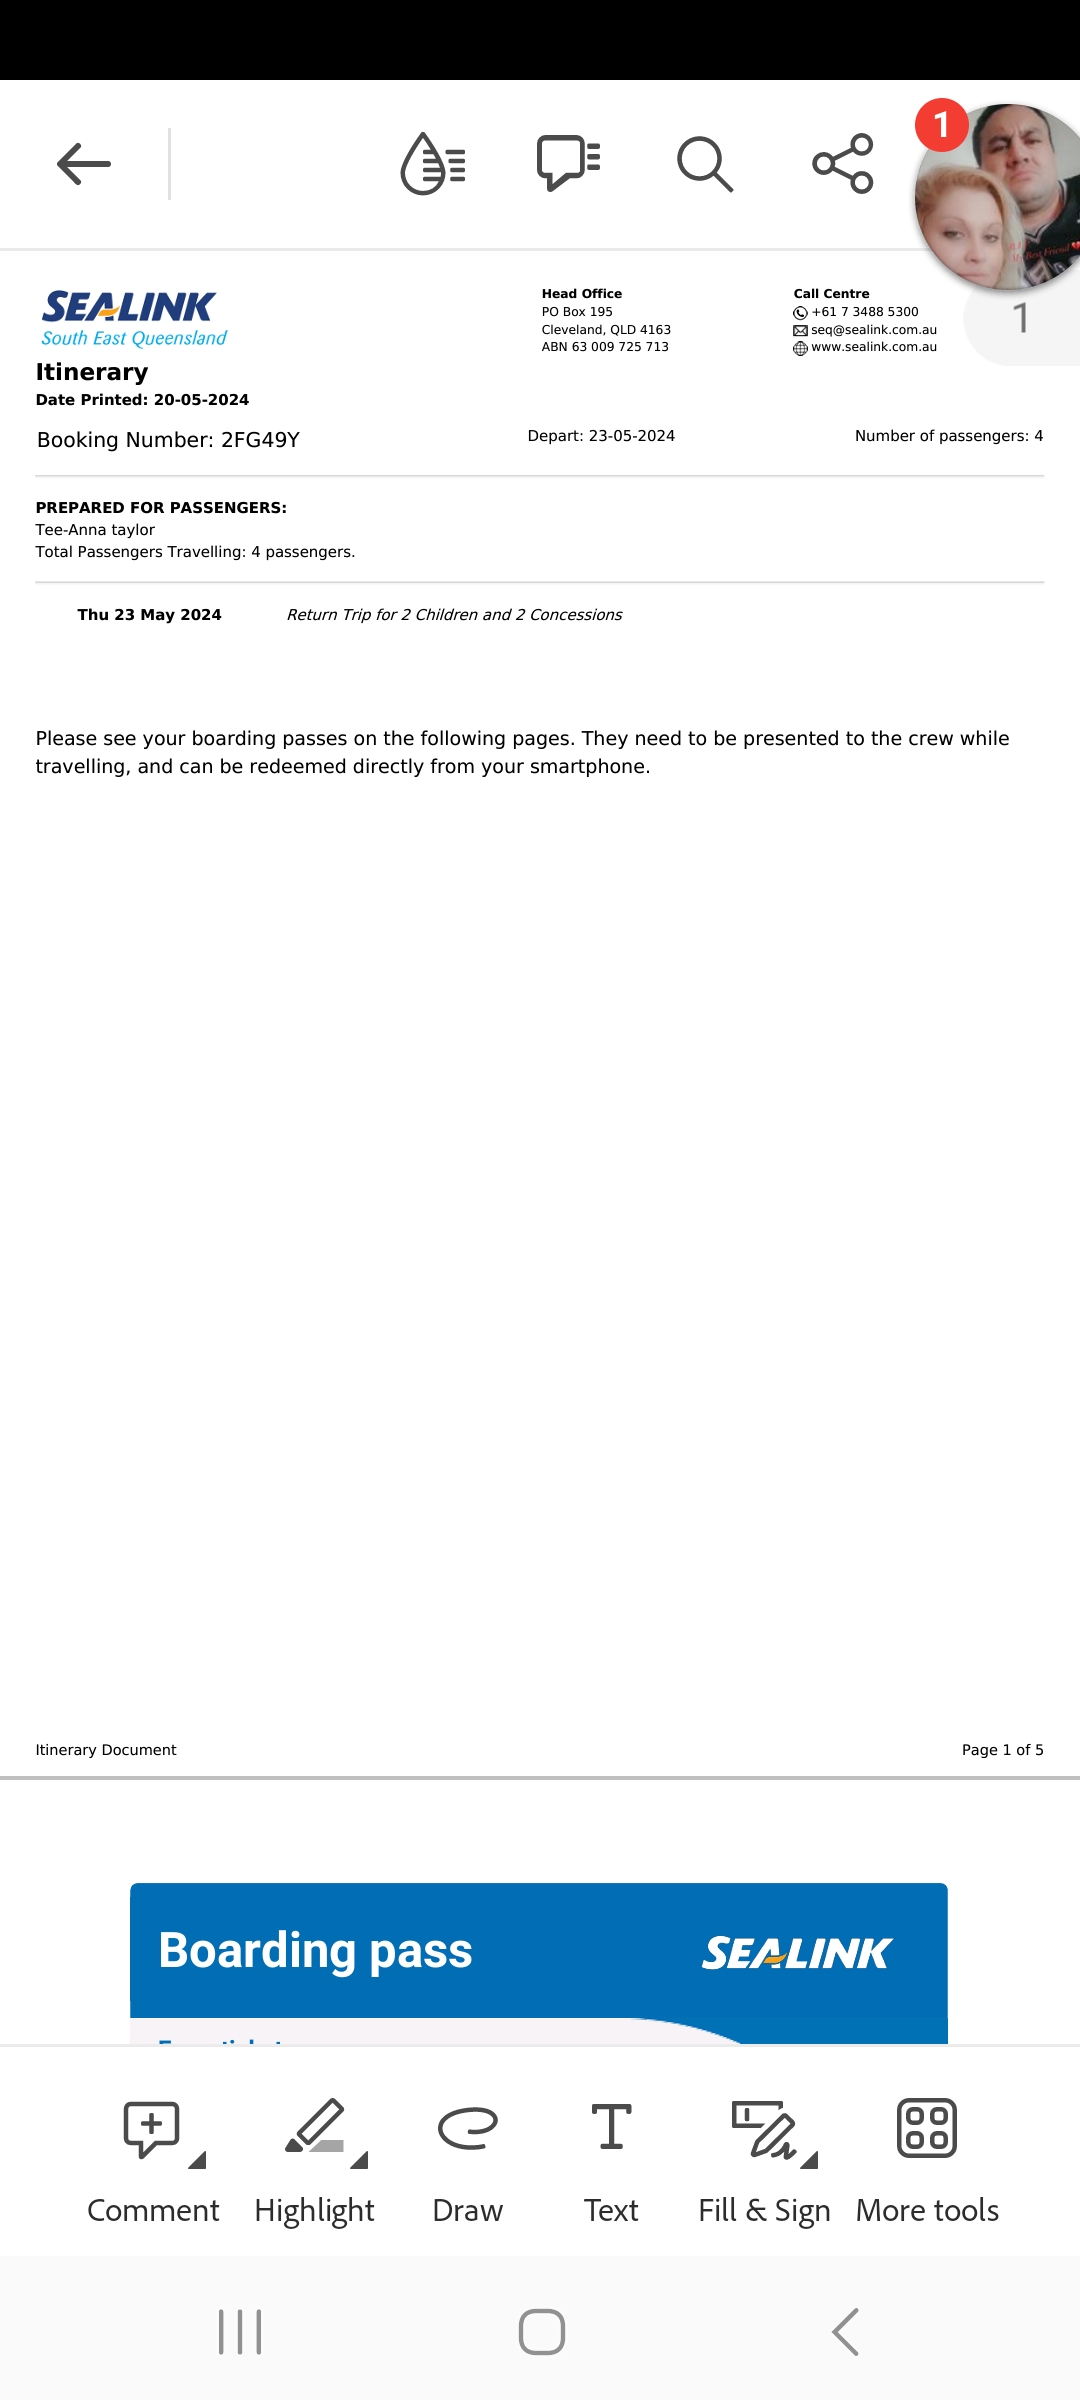 1
SEALINK
South East Queensland
Head Office
PO Box 195
Cleveland, QLD 4163
ABN 63 009 725 713
Call Centre
+61 7 3488 5300
seq@sealink.com.au
www.sealink.com.au
1
Itinerary
Date Printed: 20-05-2024
Booking Number: 2FG49Y
Depart: 23-05-2024
Number of passengers: 4
PREPARED FOR PASSENGERS:
Tee-Anna taylor
Total Passengers Travelling: 4 passengers.
Thu 23 May 2024 Return Trip for 2 Children and 2 Concessions
Please see your boarding passes on the following pages. They need to be presented to the crew while
travelling, and can be redeemed directly from your smartphone.
Itinerary Document
Page 1 of 5
Boarding pass
SEALINK
Comment
Highlight
Draw
Text
Fill & Sign
More tools